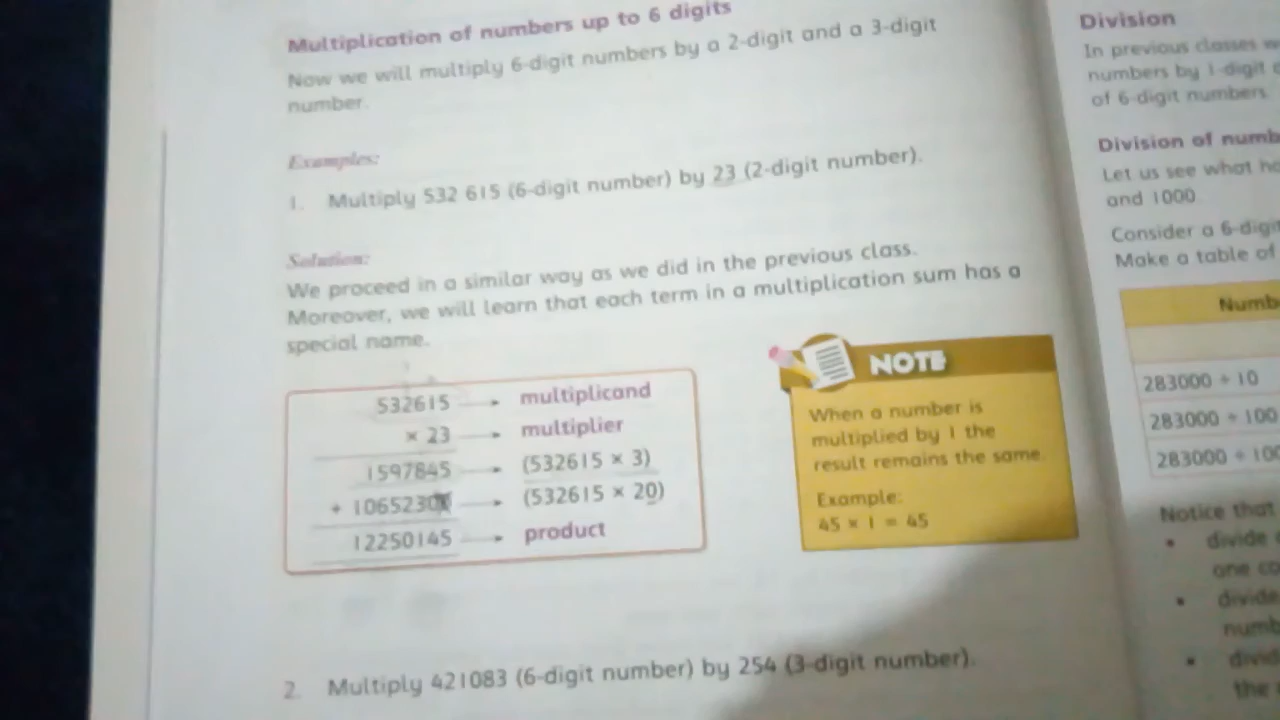 Multiplication of numbers up to 6 digits
Now we will multiply 6-digit numbers by a 2-digit and a 3-digit
number.
Examples:
1. Multiply 532 615 (6-digit number) by 23 (2-digit number).
Solution:
We proceed in a similar way as we did in the previous class.
Moreover, we will learn that each term in a multiplication sum has a
special name.
532615 → multiplicand
× 23 → multiplier
1597845 → (532615 × 3)
+ 1065230 → (532615 × 20)
12250145 → product
NOTE
When a number is
multiplied by 1 the
result remains the same.
Example:
45 × 1 = 45
2. Multiply 421083 (6-digit number) by 254 (3-digit number).
Division
In previous classes
numbers by 1-digit
of 6-digit numbers
Division of
Let us see what
and 1000
Consider a 6-digit
Make a table of
283000 ÷ 10
283000 ÷ 100
283000 ÷
Notice that
• divide
one
• divide
•
the